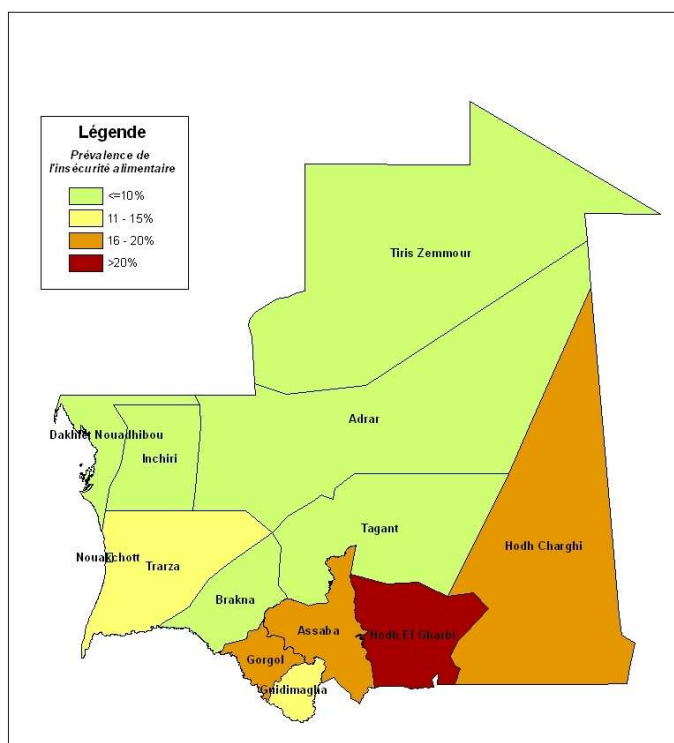 Légende
Prévalence de
l'insécurité alimentaire
<=10%
11 - 15%
16 - 20%
>20%
Tiris Zemmour
Adrar
Dakhlet Nouadhibou
Inchiri
Tagant
Hodh Charghi
Nouakchott
Trarza
Brakna
Assaba
Hodh El Gharbi
Gorgol
Guidimagha